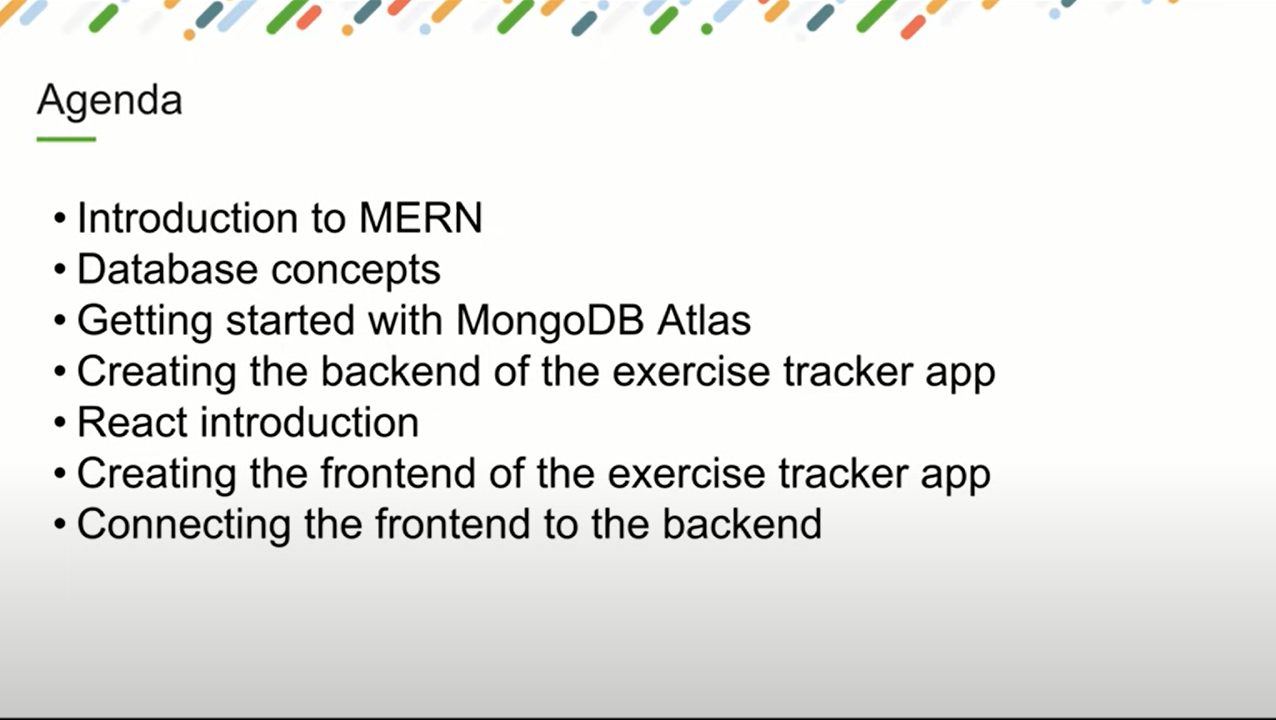 Agenda
• Introduction to MERN
• Database concepts
• Getting started with MongoDB Atlas
• Creating the backend of the exercise tracker app
• React introduction
• Creating the frontend of the exercise tracker app
• Connecting the frontend to the backend